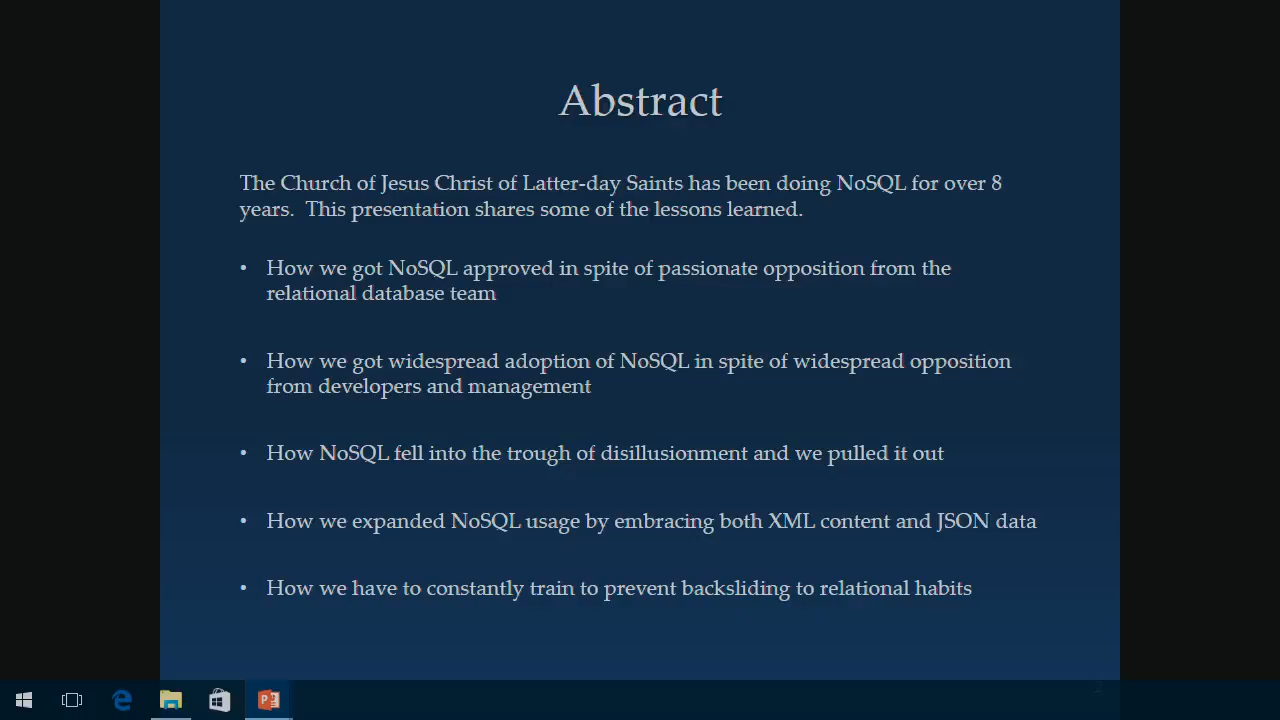 Abstract
The Church of Jesus Christ of Latter-day Saints has been doing NoSQL for over 8
years.  This presentation shares some of the lessons learned.
• How we got NoSQL approved in spite of passionate opposition from the
relational database team
• How we got widespread adoption of NoSQL in spite of widespread opposition
from developers and management
• How NoSQL fell into the trough of disillusionment and we pulled it out
• How we expanded NoSQL usage by embracing both XML content and JSON data
• How we have to constantly train to prevent backsliding to relational habits